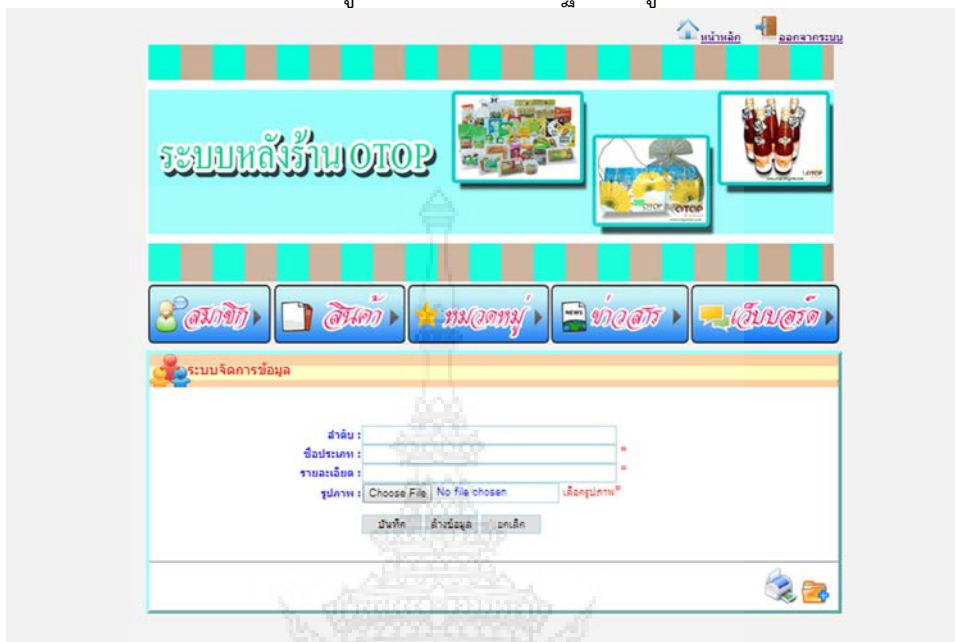 หน้าหลัก ออกจากระบบ
ระบบหลังร้าน OTOP
สมาชิก สินค้า หมวดหมู่ ข่าวสาร เว็บบอร์ด
ระบบจัดการข้อมูล
ลำดับ :
ชื่อประเภท : *
รายละเอียด : *
รูปภาพ : Choose File No file chosen เลือกรูปภาพ*
บันทึก ล้างข้อมูล ยกเลิก